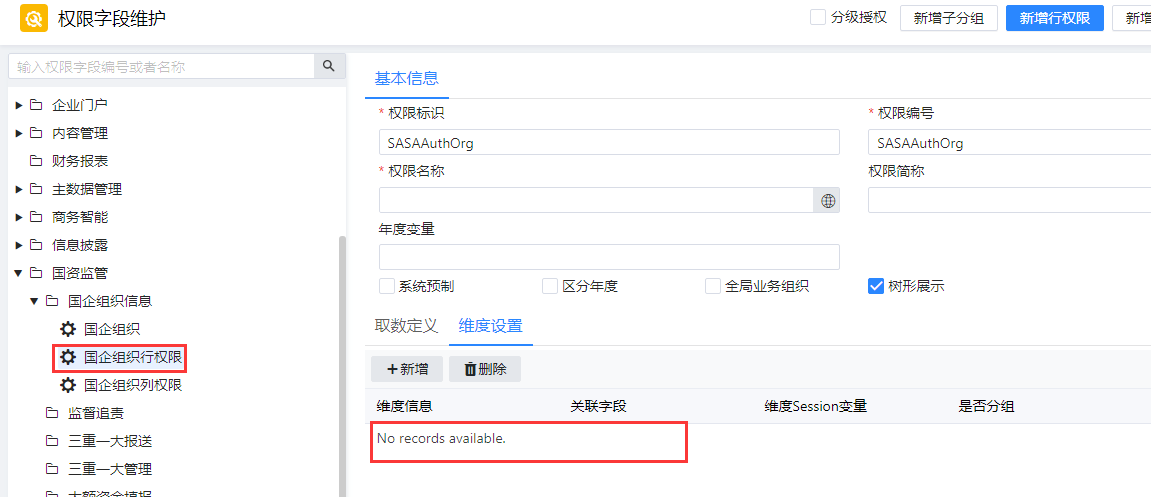 权限字段维护
分级授权
新增子分组
新增行权限
新增
输入权限字段编号或者名称
企业门户
内容管理
财务报表
主数据管理
商务智能
信息披露
国资监管
国企组织信息
国企组织
国企组织行权限
国企组织列权限
监督追责
三重一大报送
三重一大管理
大额资金填报
基本信息
* 权限标识
* 权限编号
SASAAuthOrg
SASAAuthOrg
* 权限名称
权限简称
年度变量
系统预制
区分年度
全局业务组织
树形展示
取数定义
维度设置
新增
删除
维度信息
关联字段
维度Session变量
是否分组
No records available.